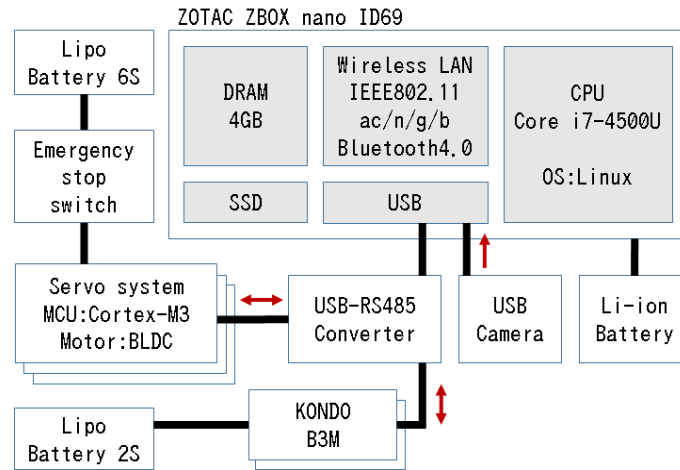 ZOTAC ZBOX nano ID69
Lipo
Battery 6S
DRAM
4GB
Wireless LAN
IEEE802.11
ac/n/g/b
Bluetooth4.0
CPU
Core i7-4500U
OS:Linux
Emergency
stop
switch
SSD
USB
Servo system
MCU:Cortex-M3
Motor:BLDC
USB-RS485
Converter
USB
Camera
Li-ion
Battery
Lipo
Battery 2S
KONDO
B3M